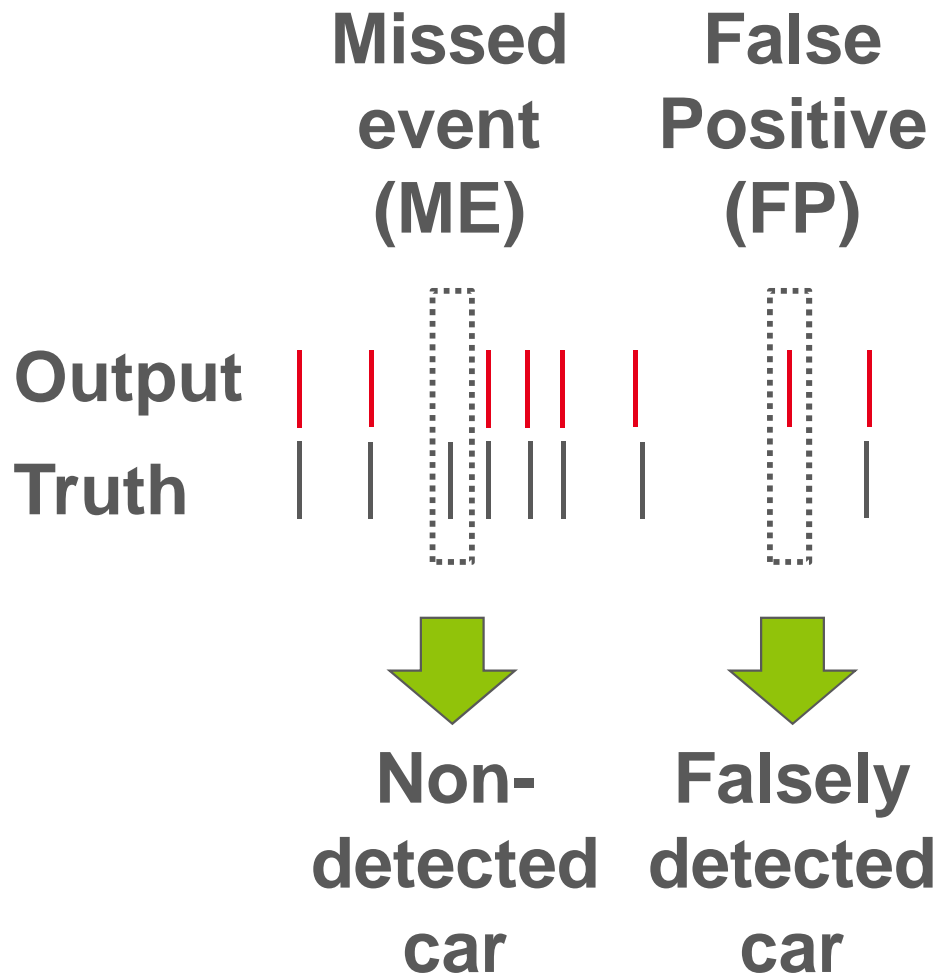 Missed
event
(ME)
False
Positive
(FP)
Output
Truth
Non-
detected
car
Falsely
detected
car